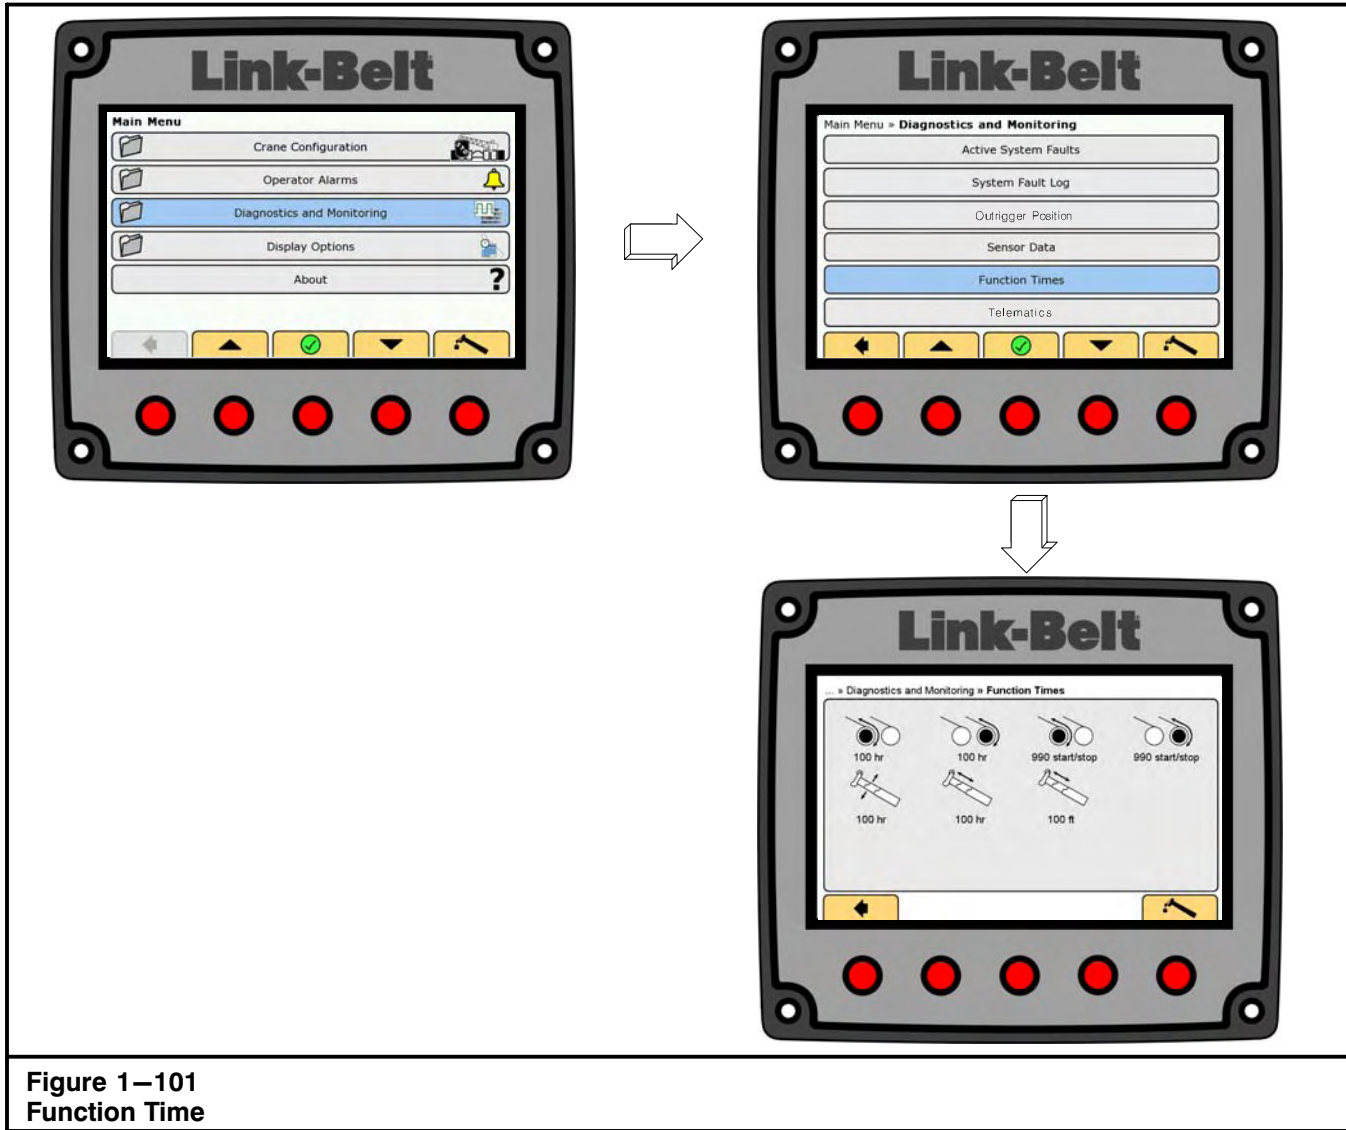 Link-Belt
Main Menu
Crane Configuration
Operator Alarms
Diagnostics and Monitoring
Display Options
About
?
Link-Belt
Main Menu » Diagnostics and Monitoring
Active System Faults
System Fault Log
Outrigger Position
Sensor Data
Function Times
Telematics
Link-Belt
... » Diagnostics and Monitoring » Function Times
100 hr 100 hr 990 start/stop 990 start/stop
100 hr 100 hr 100 ft
Figure 1–101
Function Time